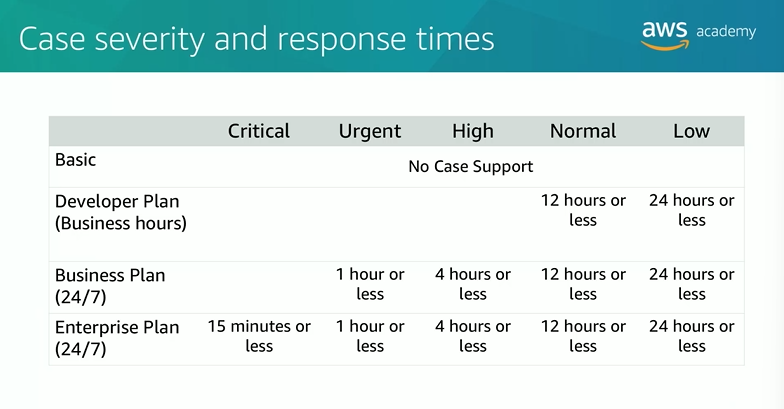 Case severity and response times
aws academy
Critical Urgent High Normal Low
Basic
No Case Support
Developer Plan
(Business hours)
12 hours or
less
24 hours or
less
Business Plan
(24/7)
1 hour or
less
4 hours or
less
12 hours or
less
24 hours or
less
Enterprise Plan
(24/7)
15 minutes or
less
1 hour or
less
4 hours or
less
12 hours or
less
24 hours or
less